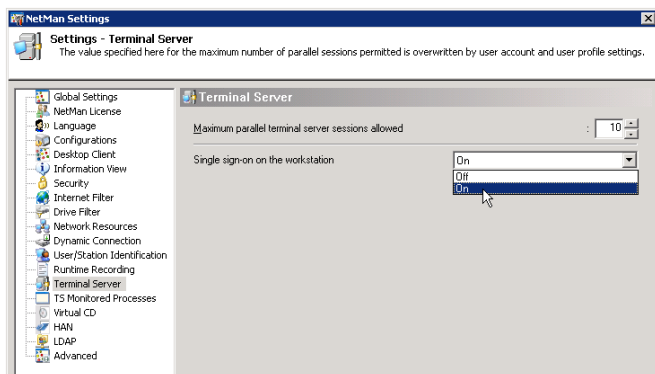 NetMan Settings
Settings - Terminal Server
The value specified here for the maximum number of parallel sessions permitted is overwritten by user account and user profile settings.
Global Settings
NetMan License
Language
Configurations
Desktop Client
Information View
Security
Internet Filter
Drive Filter
Network Resources
Dynamic Connection
User/Station Identification
Runtime Recording
Terminal Server
TS Monitored Processes
Virtual CD
HAN
LDAP
Advanced
Terminal Server
Maximum parallel terminal server sessions allowed : 10
Single sign-on on the workstation On
Off
On